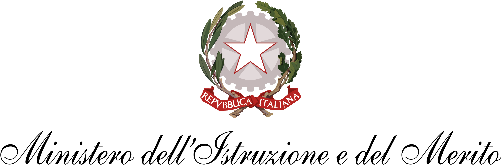 REPVBBLICA ITALIANA
Ministero dell'Istruzione e del Merito